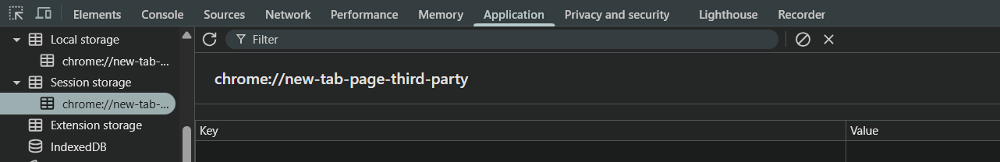 Elements Console Sources Network Performance Memory Application Privacy and security Lighthouse Recorder
Local storage
chrome://new-tab-...
Session storage
chrome://new-tab-...
Extension storage
IndexedDB
Filter
chrome://new-tab-page-third-party
Key Value